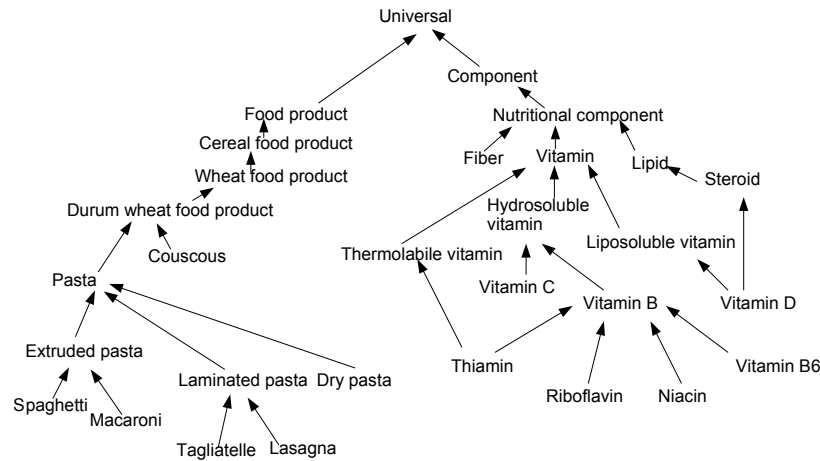 Universal
Component
Food product
Nutritional component
Cereal food product
Fiber
Vitamin
Lipid
Wheat food product
Steroid
Durum wheat food product
Hydrosoluble
vitamin
Couscous
Thermolabile vitamin
Liposoluble vitamin
Pasta
Vitamin C
Vitamin B
Vitamin D
Extruded pasta
Laminated pasta
Dry pasta
Thiamin
Vitamin B6
Riboflavin
Niacin
Spaghetti
Macaroni
Tagliatelle
Lasagna